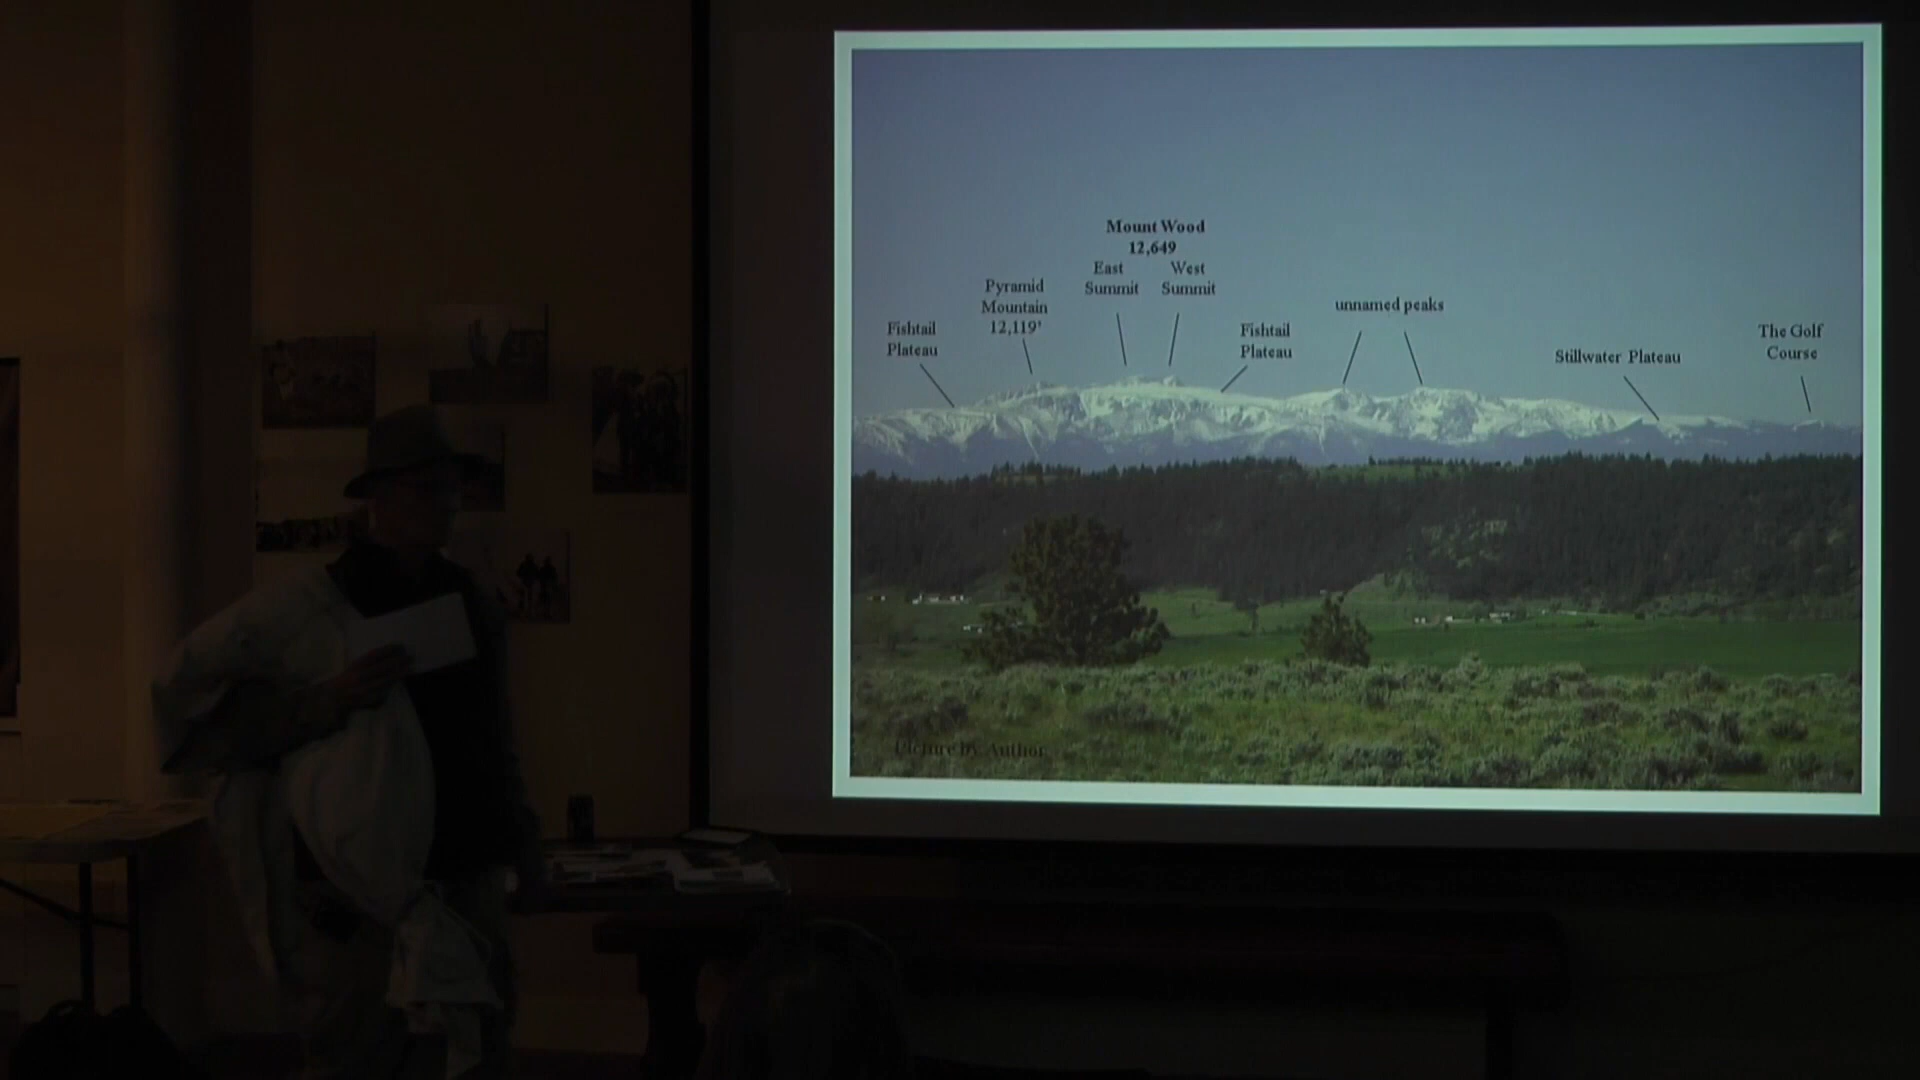 Mount Wood
12,649
East
Summit
West
Summit
Pyramid
Mountain
12,119'
unnamed peaks
Fishtail
Plateau
Fishtail
Plateau
Stillwater Plateau
The Golf
Course
Picture by Author